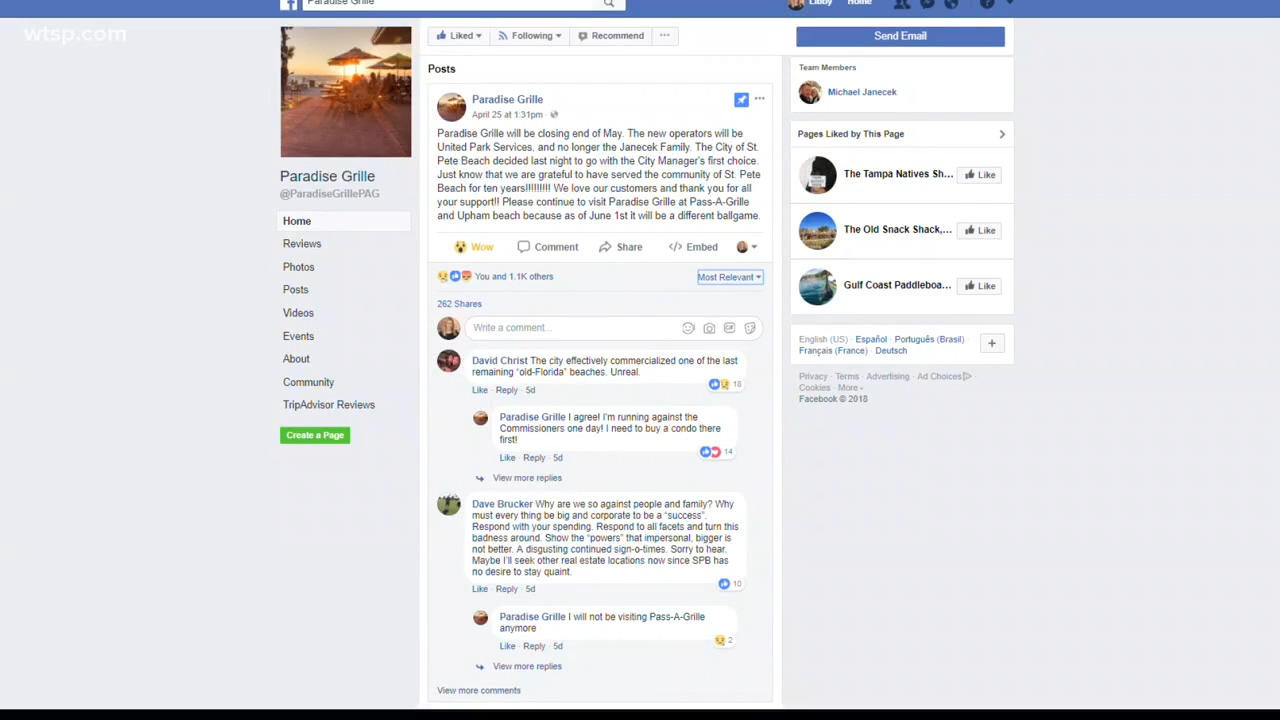 Paradise Grille
Libby
Home
wtsp.com
Liked
Following
Recommend
Send Email
Posts
Team Members
Michael Janecek
Paradise Grille
April 25 at 1:31pm
Paradise Grille will be closing end of May. The new operators will be
United Park Services, and no longer the Janecek Family. The City of St.
Pete Beach decided last night to go with the City Manager's first choice.
Just know that we are grateful to have served the community of St. Pete
Beach for ten years!!!!!!!!! We love our customers and thank you for all
your support!! Please continue to visit Paradise Grille at Pass-A-Grille
and Upham beach because as of June 1st it will be a different ballgame.
Wow
Comment
Share
Embed
You and 1.1K others
Most Relevant
262 Shares
Write a comment...
David Christ The city effectively commercialized one of the last
remaining "old-Florida" beaches. Unreal.
18
Like · Reply · 5d
Paradise Grille I agree! I'm running against the
Commissioners one day! I need to buy a condo there
first!
14
Like · Reply · 5d
View more replies
Dave Brucker Why are we so against people and family? Why
must every thing be big and corporate to be a "success".
Respond with your spending. Respond to all facets and turn this
badness around. Show the "powers" that impersonal, bigger is
not better. A disgusting continued sign-o-times. Sorry to hear.
Maybe I'll seek other real estate locations now since SPB has
no desire to stay quaint.
10
Like · Reply · 5d
Paradise Grille I will not be visiting Pass-A-Grille
anymore
2
Like · Reply · 5d
View more replies
View more comments
Paradise Grille
@ParadiseGrillePAG
Home
Reviews
Photos
Posts
Videos
Events
About
Community
TripAdvisor Reviews
Create a Page
Pages Liked by This Page
The Tampa Natives Sh...
Like
The Old Snack Shack,...
Like
Gulf Coast Paddleboa...
Like
English (US) · Español · Português (Brasil) ·
Français (France) · Deutsch
Privacy · Terms · Advertising · Ad Choices ·
Cookies · More
Facebook © 2018